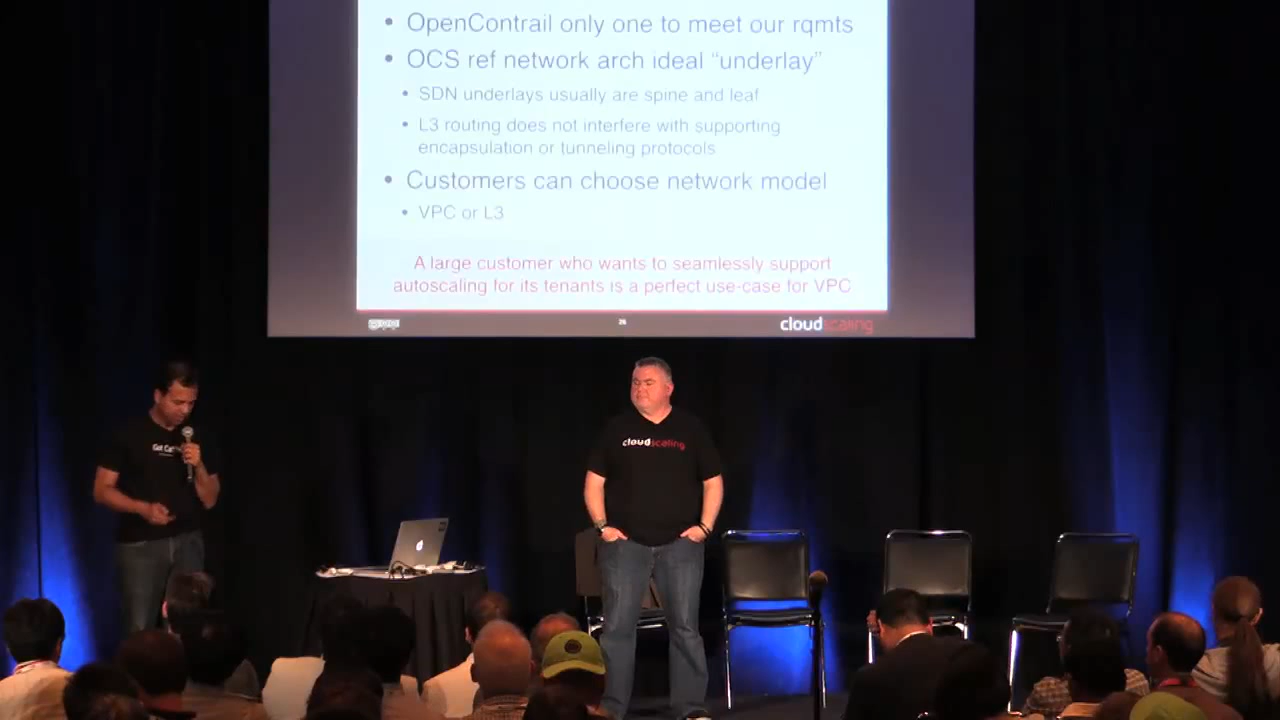 • OpenContrail only one to meet our rqmts
• OCS ref network arch ideal “underlay”
• SDN underlays usually are spine and leaf
• L3 routing does not interfere with supporting
encapsulation or tunneling protocols
• Customers can choose network model
• VPC or L3
A large customer who wants to seamlessly support
autoscaling for its tenants is a perfect use-case for VPC
26
cloudscaling
cloudscaling
Got